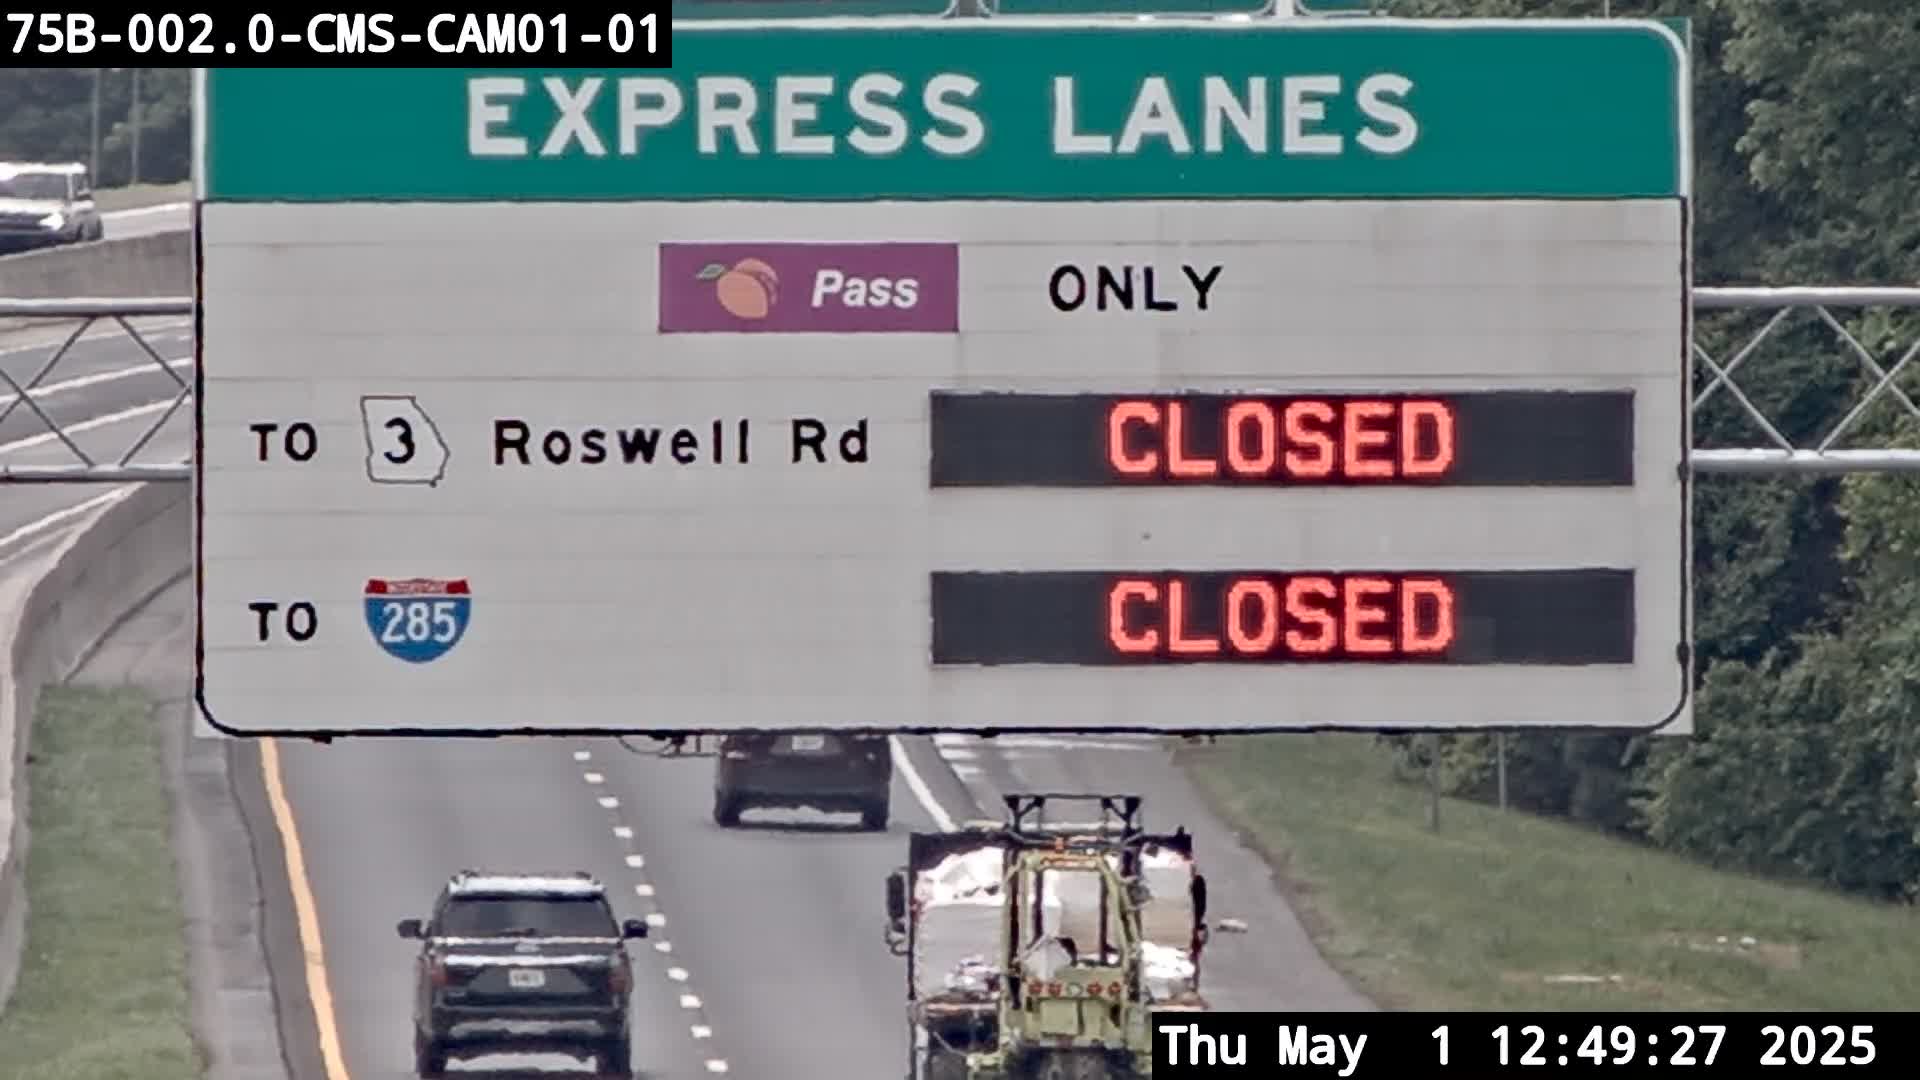 75B-002.0-CMS-CAM01-01
EXPRESS LANES
Pass ONLY
TO 3 Roswell Rd CLOSED
TO 285 CLOSED
Thu May 1 12:49:27 2025